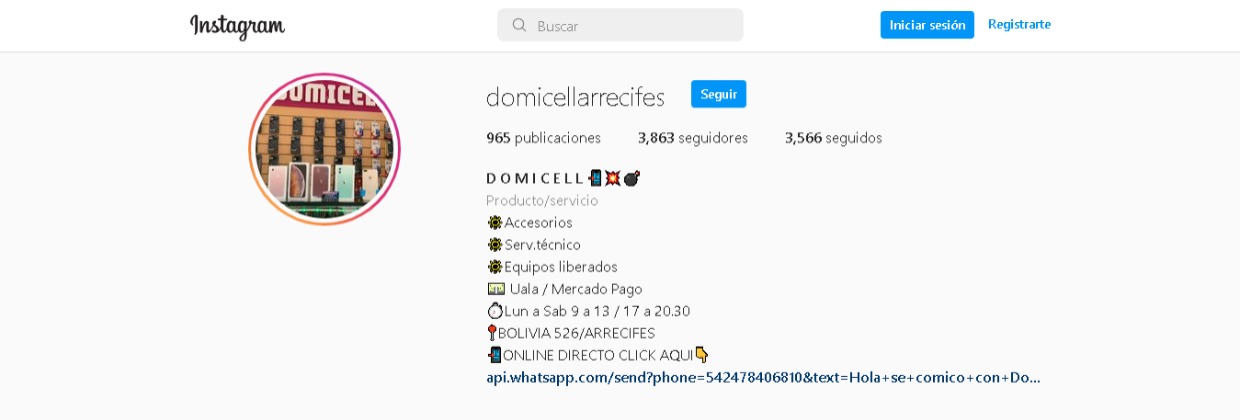 Instagram
Buscar
Iniciar sesión
Registrarte
DOMICELL
domicellarrecifes
Seguir
965 publicaciones 3,863 seguidores 3,566 seguidos
D O M I C E L L 📲💥💣
Producto/servicio
⚙Accesorios
⚙Serv.técnico
⚙Equipos liberados
💵 Uala / Mercado Pago
⏱Lun a Sab 9 a 13 / 17 a 20.30
📍BOLIVIA 526/ARRECIFES
📲ONLINE DIRECTO CLICK AQUI👇
api.whatsapp.com/send?phone=542478406810&text=Hola+se+comico+con+Do...